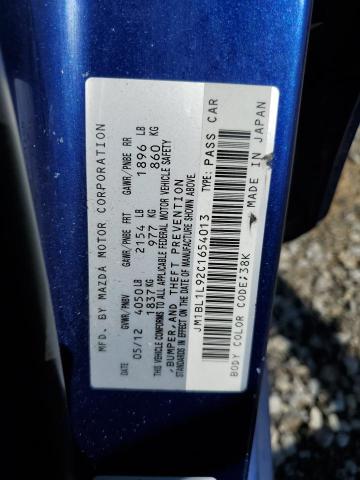 MFD. BY MAZDA MOTOR CORPORATION
DATE GVWR/PNBV GAWR/PNBE FRT GAWR/PNBE RR
05/12 4050LB 2154 LB 1896 LB
1837KG 977 KG 860 KG
THIS VEHICLE CONFORMS TO ALL APPLICABLE FEDERAL MOTOR VEHICLE SAFETY
, BUMPER, AND THEFT PREVENTION
STANDARDS IN EFFECT ON THE DATE OF MANUFACTURE SHOWN ABOVE.
JM1BL1L92C1654013 TYPE: PASS CAR
BODY COLOR CODE;38K MADE IN JAPAN